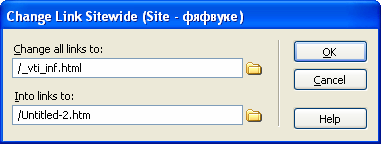 Change Link Sitewide (Site - фяфвуке)
Change all links to:
/_vti_inf.html
Into links to:
/Untitled-2.htm
OK
Cancel
Help